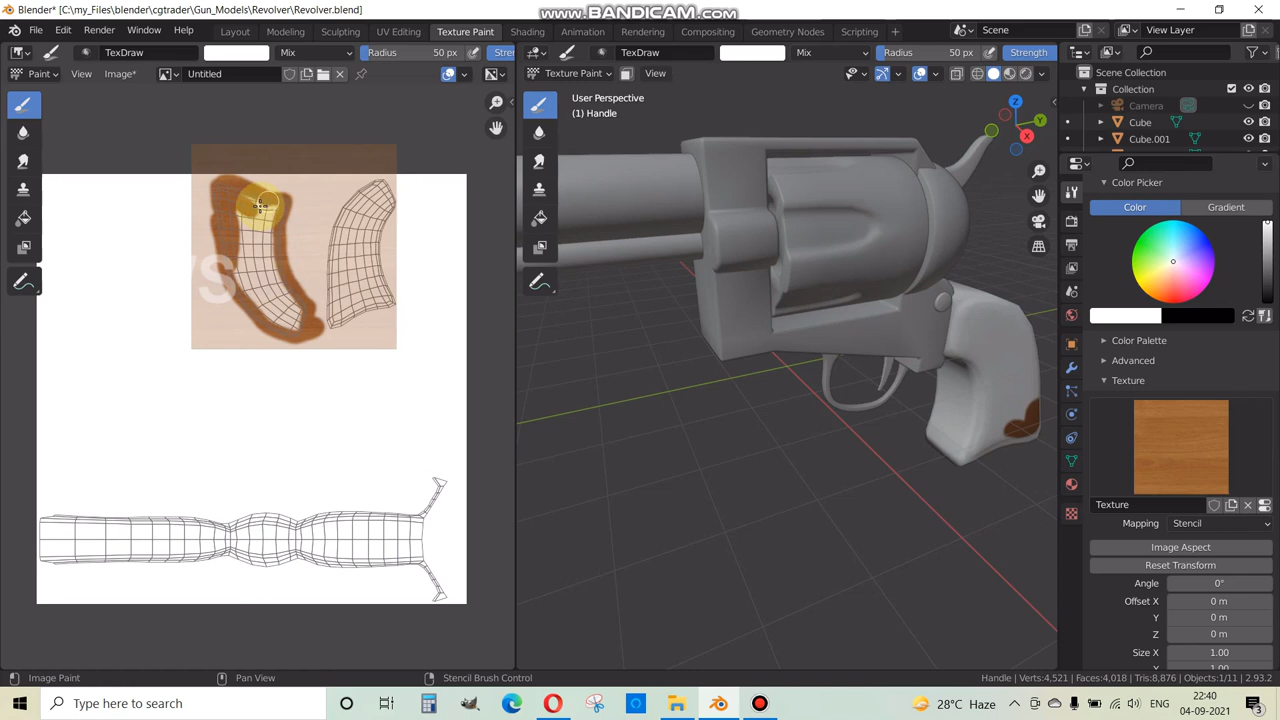 Blender* [C:\my_Files\blender\cgtrader\Gun_Models\Revolver\Revolver.blend]
www.BANDICAM.com
File Edit Render Window Help Layout Modeling Sculpting UV Editing Texture Paint Shading Animation Rendering Compositing Geometry Nodes Scripting + Scene View Layer
TexDraw Mix Radius 50 px Stren TexDraw Mix Radius 50 px Strength
Paint View Image* Untitled Texture Paint View
Scene Collection
Collection
Camera
Cube
Cube.001
User Perspective
(1) Handle
Z
Y
X
Color Picker
Color Gradient
Color Palette
Advanced
Texture
Texture
Mapping Stencil
Image Aspect
Reset Transform
Angle 0°
Offset X 0 m
Y 0 m
Z 0 m
Size X 1.00
Y 1.00
Image Paint Pan View Stencil Brush Control Handle | Verts:4,521 | Faces:4,018 | Tris:8,876 | Objects:1/11 | 2.93.2
Type here to search
28°C Haze
ENG
22:40
04-09-2021
3